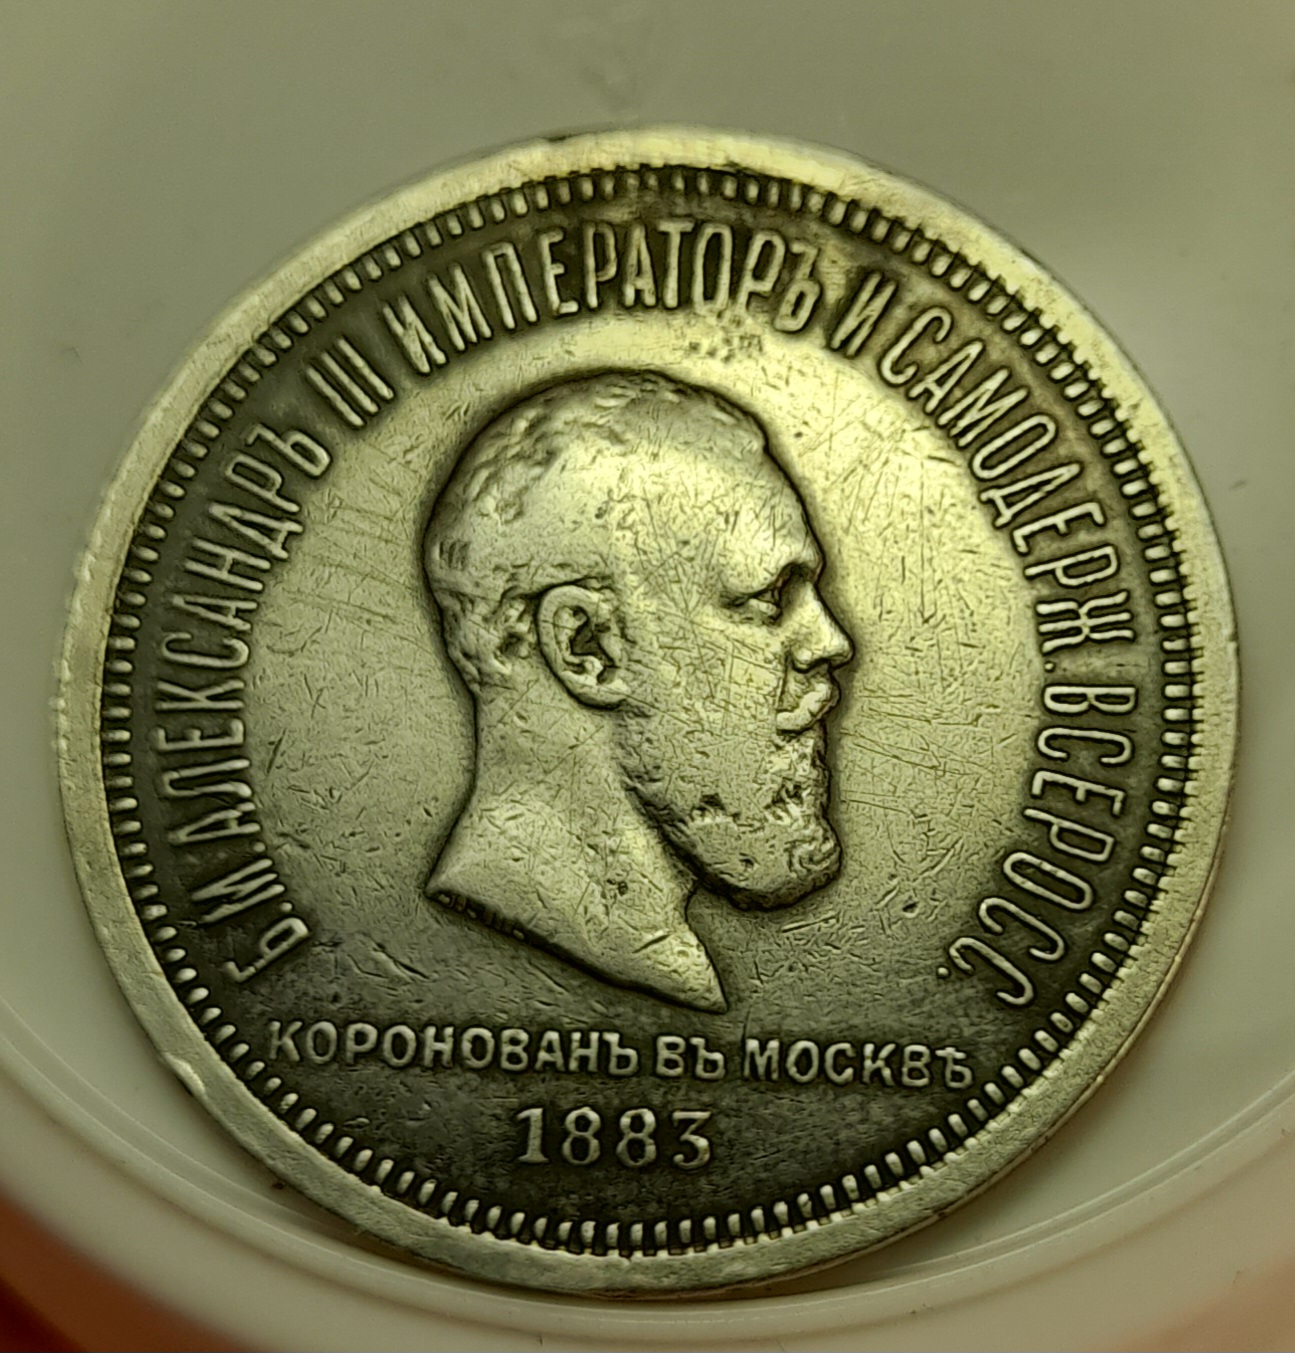 Б.М.АЛЕКСАНДРЪ III ИМПЕРАТОРЪ И САМОДЕРЖ.ВСЕРОСС.
КОРОНОВАНЪ ВЪ МОСКВѢ
1883